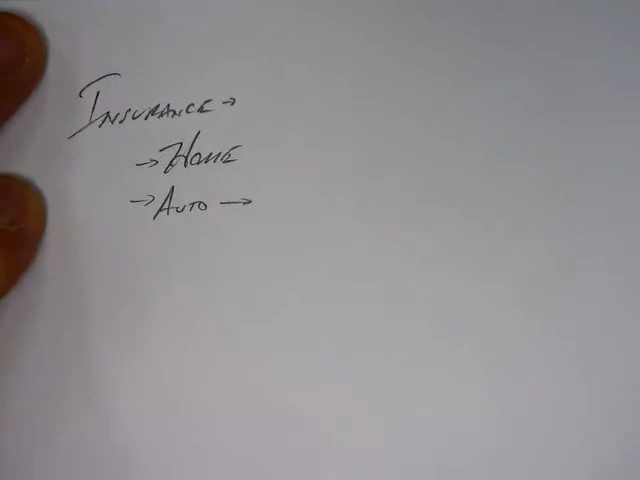 INSURANCE →
→ HOME
→ AUTO →